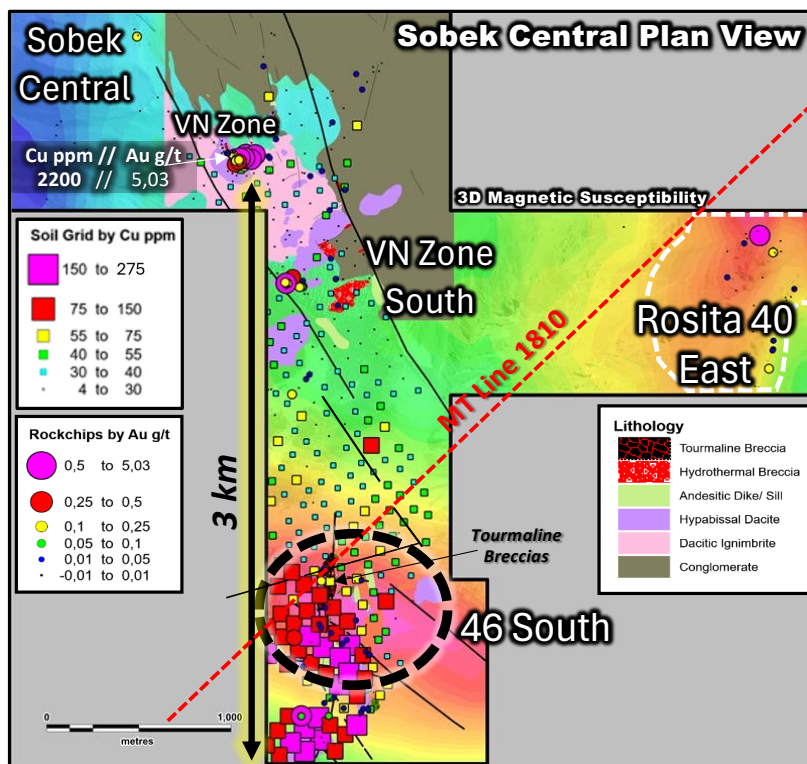 Sobek Central Plan View
Sobek
Central
VN Zone
Cu ppm // Au g/t
2200 // 5,03
3D Magnetic Susceptibility
Soil Grid by Cu ppm
150 to 275
75 to 150
55 to 75
40 to 55
30 to 40
4 to 30
VN Zone
South
Rosita 40
East
MT Line 1810
Rockchips by Au g/t
0,5 to 5,03
0,25 to 0,5
0,1 to 0,25
0,05 to 0,1
0,01 to 0,05
-0,01 to 0,01
Lithology
Tourmaline Breccia
Hydrothermal Breccia
Andesitic Dike/ Sill
Hypabissal Dacite
Dacitic Ignimbrite
Conglomerate
3 km
Tourmaline
Breccias
46 South
0 1,000
metres